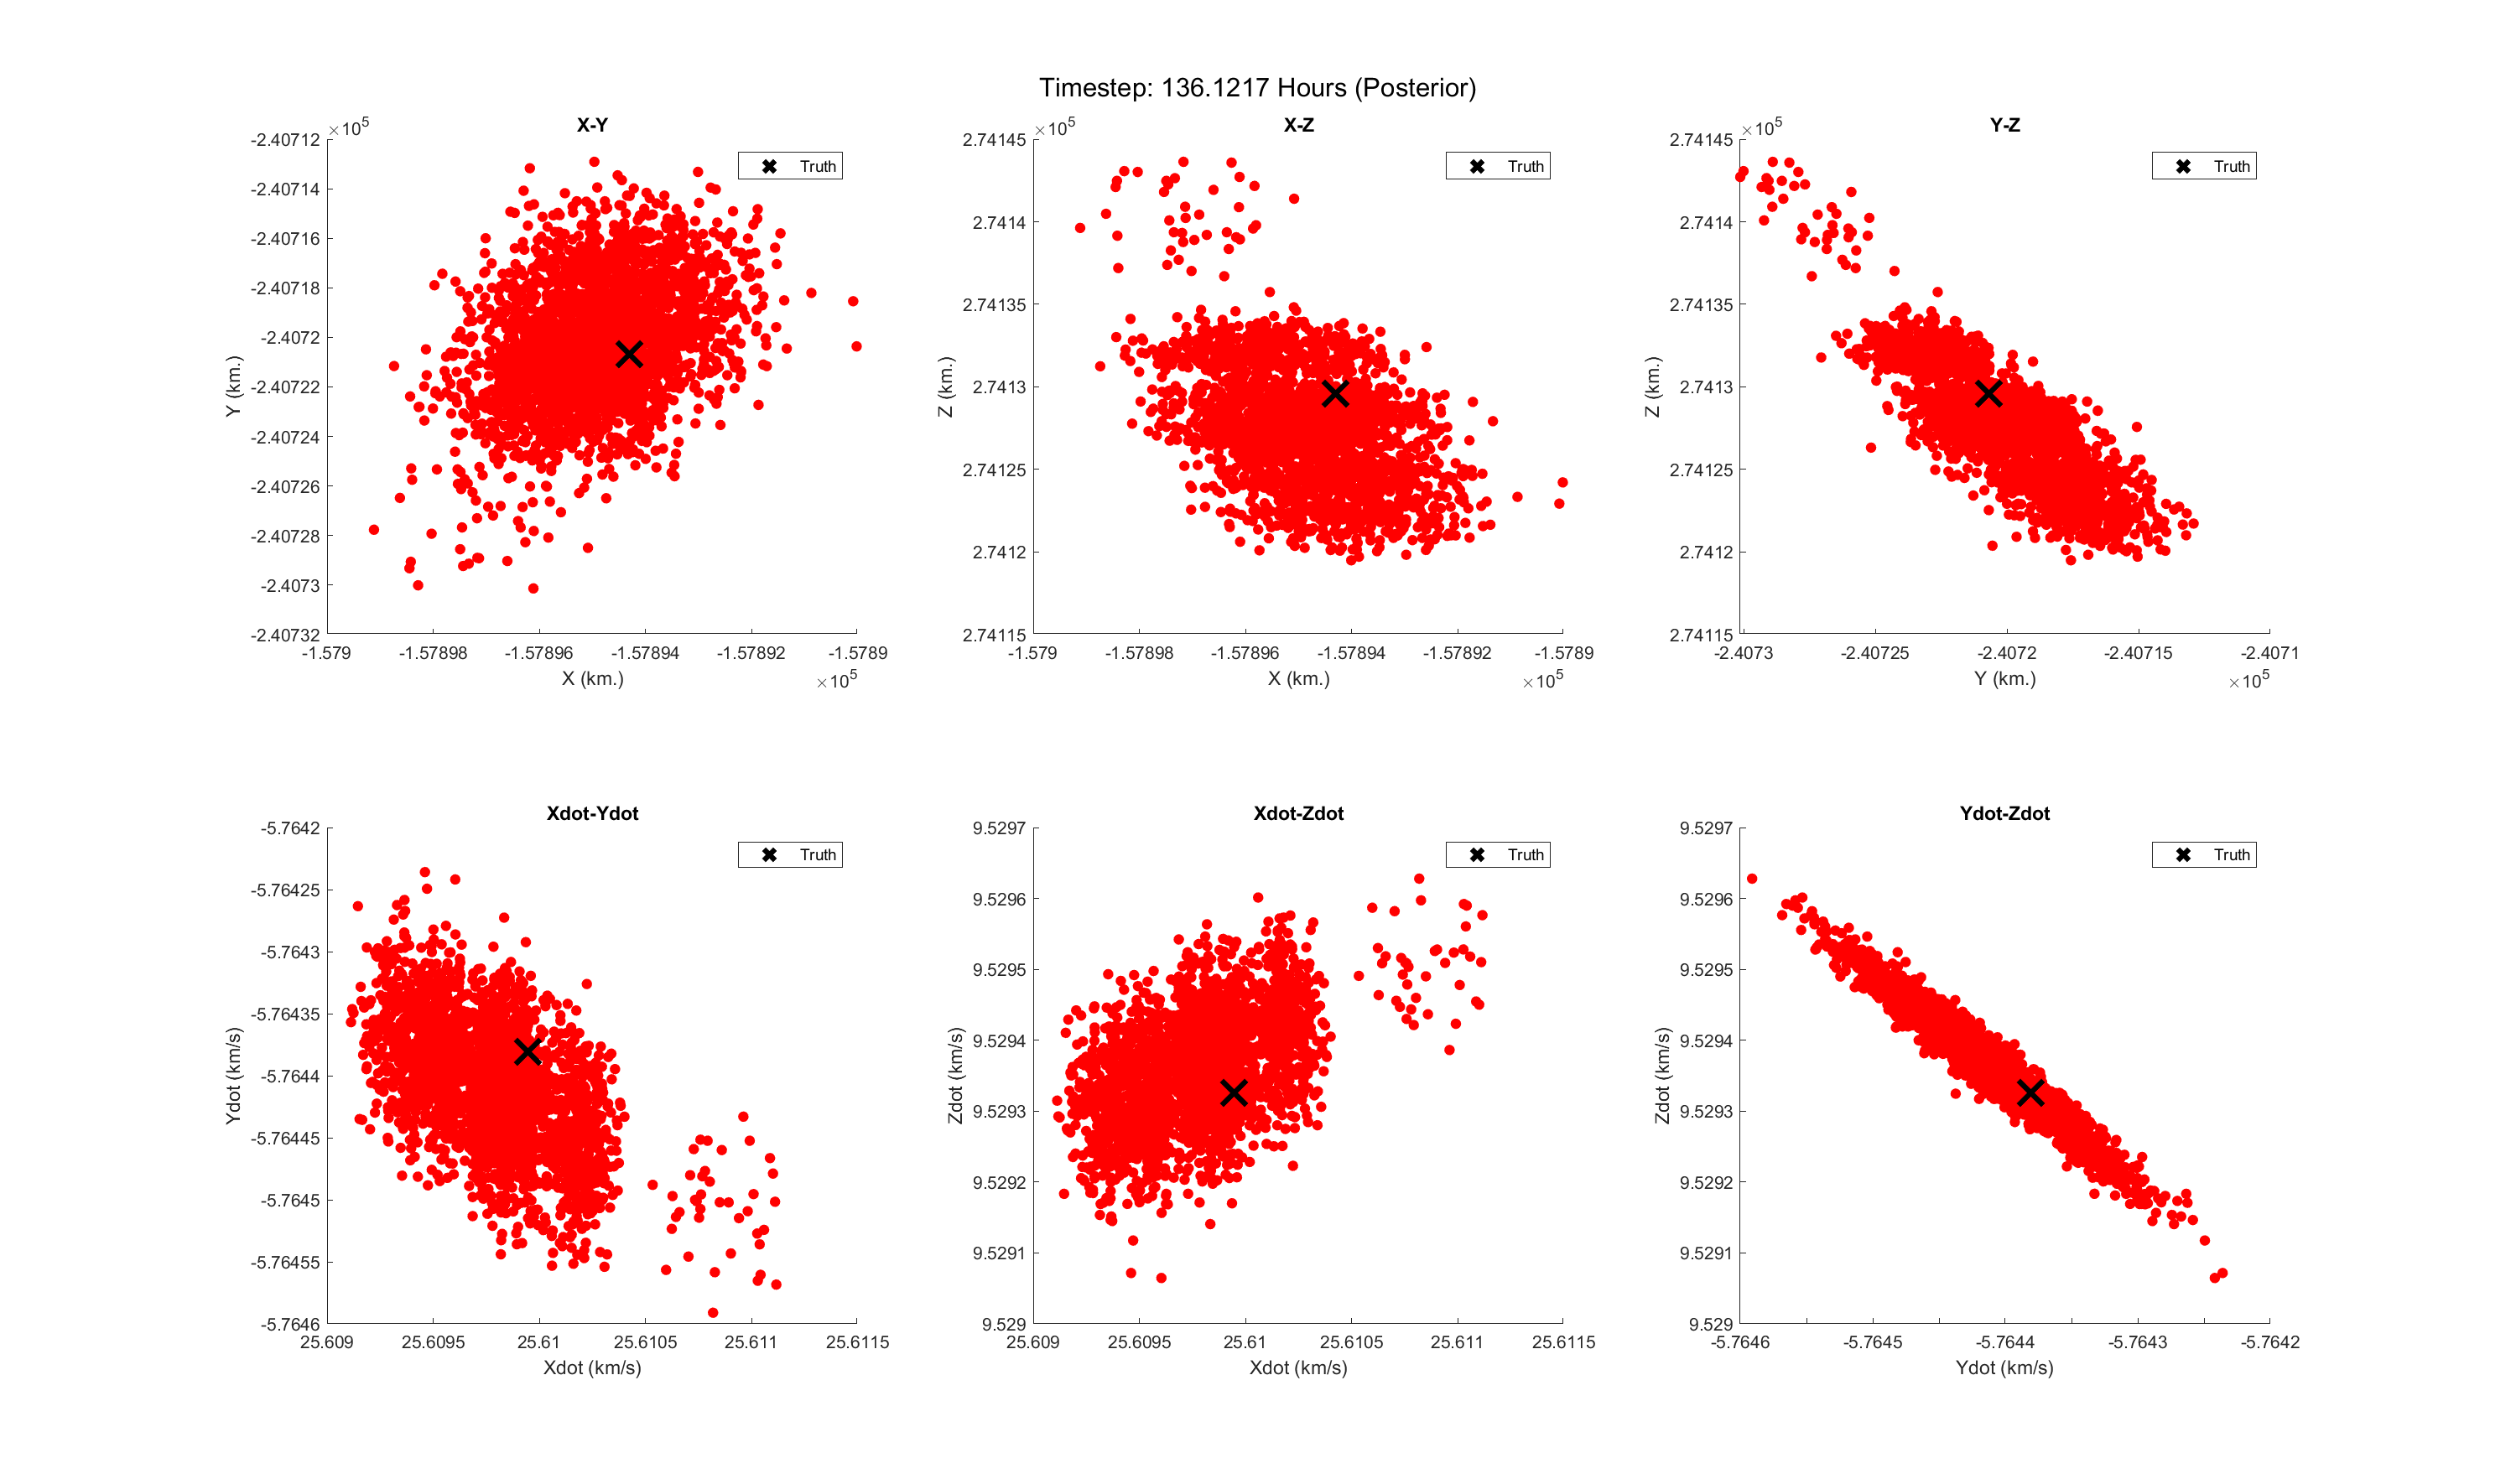 Timestep: 136.1217 Hours (Posterior)
X-Y
×10^5
-2.40712
-2.40714
-2.40716
-2.40718
-2.4072
-2.40722
-2.40724
-2.40726
-2.40728
-2.4073
-2.40732
Y (km.)
Truth
-1.579 -1.57898 -1.57896 -1.57894 -1.57892 -1.5789
X (km.)
×10^5
X-Z
×10^5
2.74145
2.7414
2.74135
2.7413
2.74125
2.7412
2.74115
Z (km.)
Truth
-1.579 -1.57898 -1.57896 -1.57894 -1.57892 -1.5789
X (km.)
×10^5
Y-Z
×10^5
2.74145
2.7414
2.74135
2.7413
2.74125
2.7412
2.74115
Z (km.)
Truth
-2.4073 -2.40725 -2.4072 -2.40715 -2.4071
Y (km.)
×10^5
Xdot-Ydot
-5.7642
-5.76425
-5.7643
-5.76435
-5.7644
-5.76445
-5.7645
-5.76455
-5.7646
Ydot (km/s)
Truth
25.609 25.6095 25.61 25.6105 25.611 25.6115
Xdot (km/s)
Xdot-Zdot
9.5297
9.5296
9.5295
9.5294
9.5293
9.5292
9.5291
9.529
Zdot (km/s)
Truth
25.609 25.6095 25.61 25.6105 25.611 25.6115
Xdot (km/s)
Ydot-Zdot
9.5297
9.5296
9.5295
9.5294
9.5293
9.5292
9.5291
9.529
Zdot (km/s)
Truth
-5.7646 -5.7645 -5.7644 -5.7643 -5.7642
Ydot (km/s)